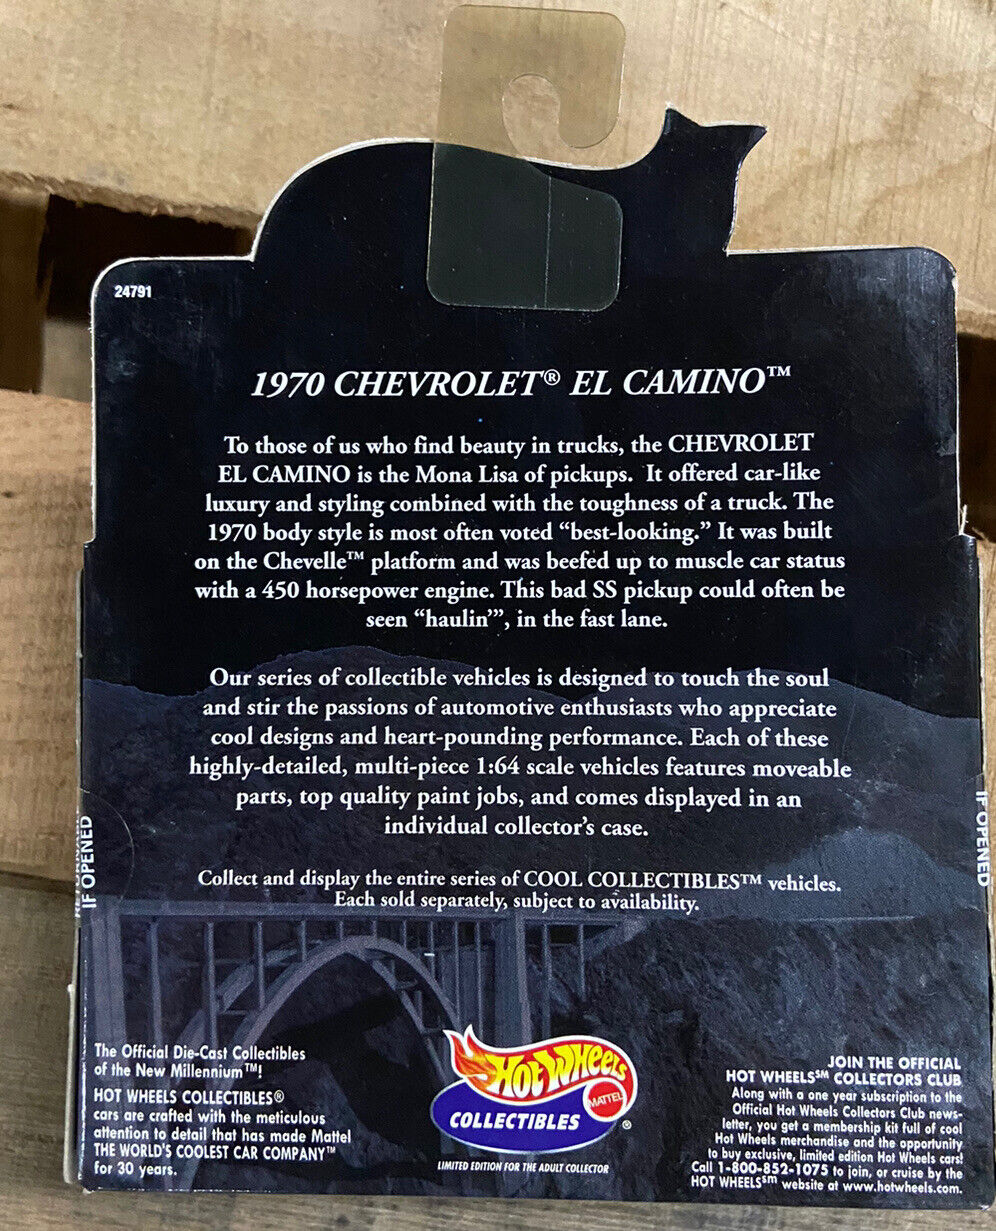 24791
1970 CHEVROLET® EL CAMINO™
To those of us who find beauty in trucks, the CHEVROLET
EL CAMINO is the Mona Lisa of pickups. It offered car-like
luxury and styling combined with the toughness of a truck. The
1970 body style is most often voted “best-looking.” It was built
on the Chevelle™ platform and was beefed up to muscle car status
with a 450 horsepower engine. This bad SS pickup could often be
seen “haulin’”, in the fast lane.
Our series of collectible vehicles is designed to touch the soul
and stir the passions of automotive enthusiasts who appreciate
cool designs and heart-pounding performance. Each of these
highly-detailed, multi-piece 1:64 scale vehicles features moveable
parts, top quality paint jobs, and comes displayed in an
individual collector’s case.
Collect and display the entire series of COOL COLLECTIBLES™ vehicles.
Each sold separately, subject to availability.
IF OPENED
IF OPENED
The Official Die-Cast Collectibles
of the New Millennium™!
HOT WHEELS COLLECTIBLES®
cars are crafted with the meticulous
attention to detail that has made Mattel
THE WORLD'S COOLEST CAR COMPANY™
for 30 years.
HOT WHEELS
MATTEL
COLLECTIBLES ®
LIMITED EDITION FOR THE ADULT COLLECTOR
JOIN THE OFFICIAL
HOT WHEELS℠ COLLECTORS CLUB
Along with a one year subscription to the
Official Hot Wheels Collectors Club news-
letter, you get a membership kit full of cool
Hot Wheels merchandise and the opportunity
to buy exclusive, limited edition Hot Wheels cars!
Call 1-800-852-1075 to join, or cruise by the
HOT WHEELS℠ website at www.hotwheels.com.